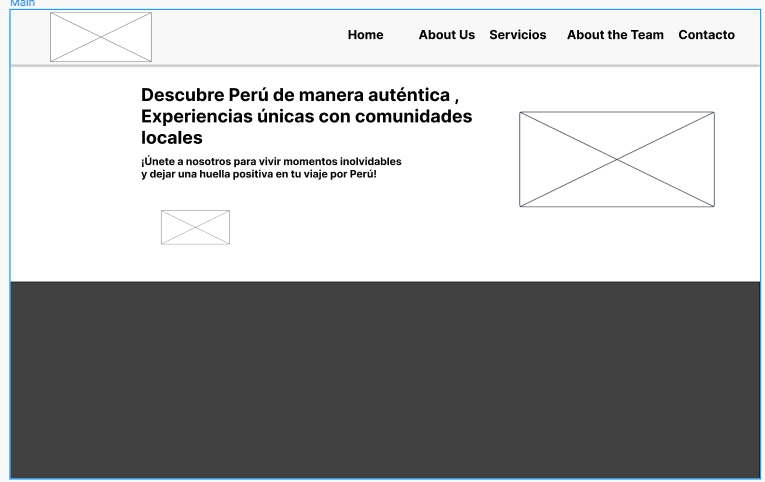 Main
Home About Us Servicios About the Team Contacto
Descubre Perú de manera auténtica ,
Experiencias únicas con comunidades
locales
¡Únete a nosotros para vivir momentos inolvidables
y dejar una huella positiva en tu viaje por Perú!